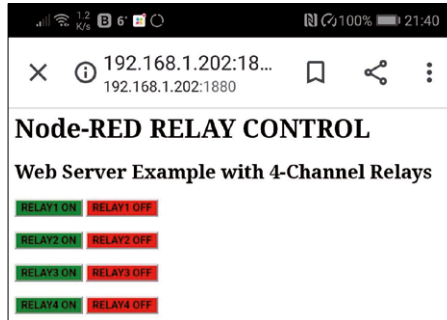 1.2 K/s B 6 100% 21:40
192.168.1.202:18...
192.168.1.202:1880
Node-RED RELAY CONTROL
Web Server Example with 4-Channel Relays
RELAY1 ON RELAY1 OFF
RELAY2 ON RELAY2 OFF
RELAY3 ON RELAY3 OFF
RELAY4 ON RELAY4 OFF